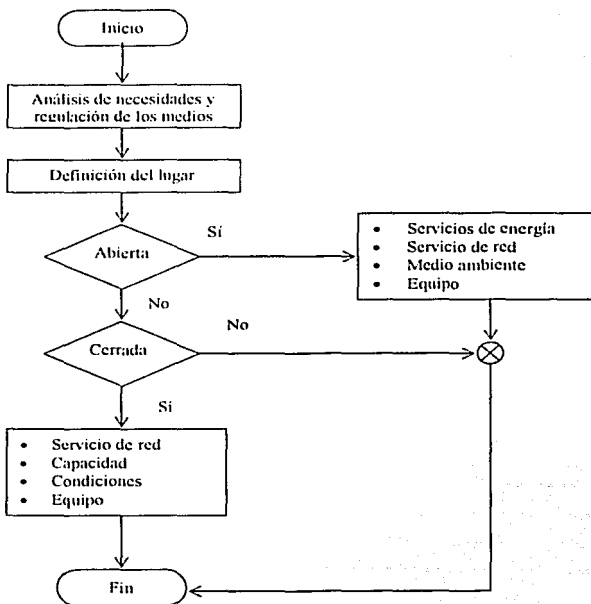 Inicio
Análisis de necesidades y
regulación de los medios
Definición del lugar
Abierta
Sí
• Servicios de energía
• Servicio de red
• Medio ambiente
• Equipo
No
Cerrada
No
Sí
• Servicio de red
• Capacidad
• Condiciones
• Equipo
Fin